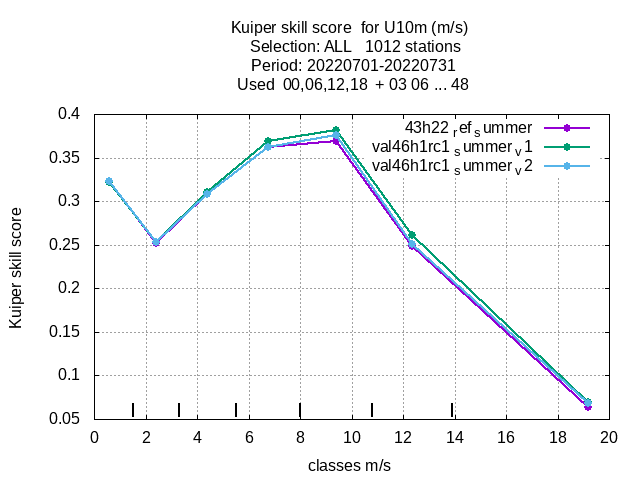 Kuiper skill score  for U10m (m/s)
Selection: ALL   1012 stations
Period: 20220701-20220731
Used  00,06,12,18  + 03 06 ... 48
43h22 ref summer
val46h1rc1 summer v1
val46h1rc1 summer v2
0.4
0.35
0.3
0.25
0.2
0.15
0.1
0.05
Kuiper skill score
0 2 4 6 8 10 12 14 16 18 20
classes m/s